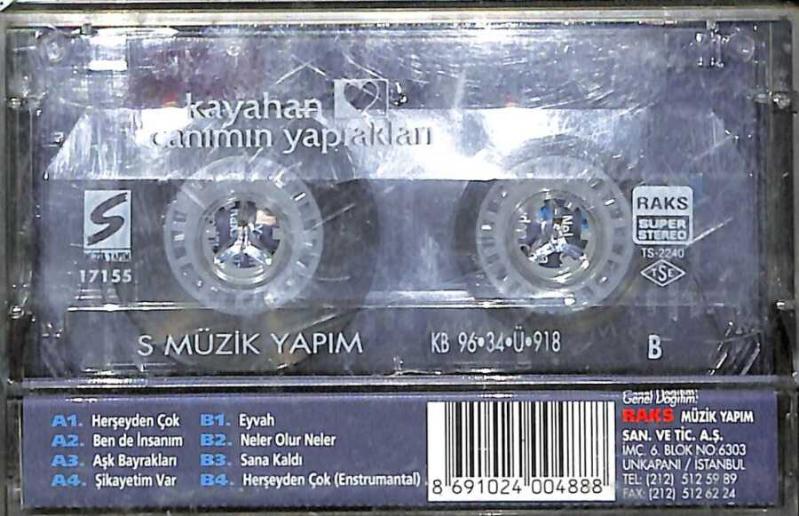 kayahan
canımın yaprakları
S
17155
RAKS
SUPER
STEREO
TS-2240
TSE
S MÜZİK YAPIM
KB 96•34•Ü•918
B
A1. Herşeyden Çok
A2. Ben de İnsanım
A3. Aşk Bayrakları
A4. Şikayetim Var
B1. Eyvah
B2. Neler Olur Neler
B3. Sana Kaldı
B4. Herşeyden Çok (Enstrumantal)
8 691024 004888
Genel Dağıtım:
RAKS MÜZİK YAPIM
SAN. VE TİC. A.Ş.
İMC. 6. BLOK NO:6303
UNKAPANI / İSTANBUL
TEL: (212) 512 59 89
FAX: (212) 512 62 24